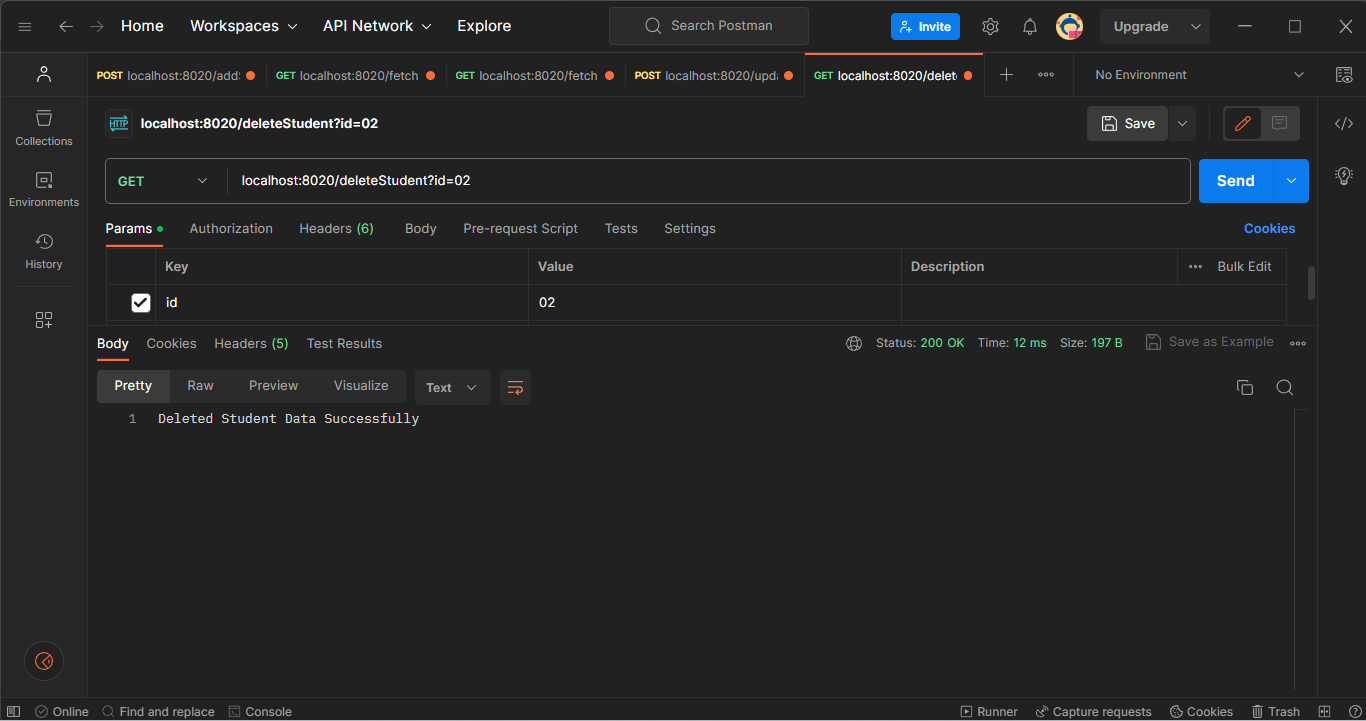 Home Workspaces API Network Explore Search Postman Invite Upgrade
POST localhost:8020/add GET localhost:8020/fetch GET localhost:8020/fetch POST localhost:8020/upda GET localhost:8020/delet No Environment
HTTP localhost:8020/deleteStudent?id=02 Save
Collections
GET localhost:8020/deleteStudent?id=02 Send
Environments
Params Authorization Headers (6) Body Pre-request Script Tests Settings Cookies
History
Key Value Description Bulk Edit
id 02
Body Cookies Headers (5) Test Results Status: 200 OK Time: 12 ms Size: 197 B Save as Example
Pretty Raw Preview Visualize Text
1 Deleted Student Data Successfully
Online Find and replace Console Runner Capture requests Cookies Trash